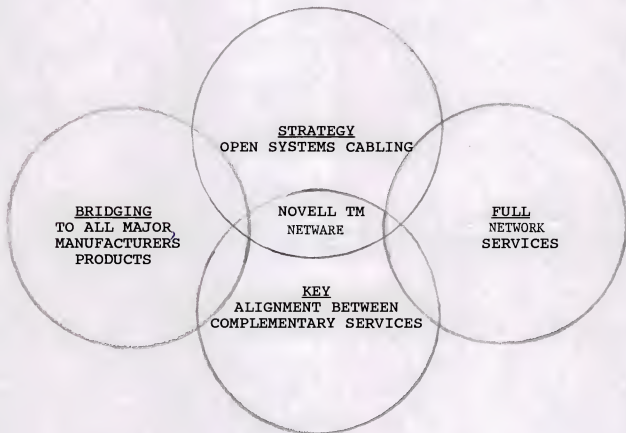 STRATEGY
OPEN SYSTEMS CABLING
BRIDGING
TO ALL MAJOR
MANUFACTURERS
PRODUCTS
NOVELL TM
NETWARE
FULL
NETWORK
SERVICES
KEY
ALIGNMENT BETWEEN
COMPLEMENTARY SERVICES